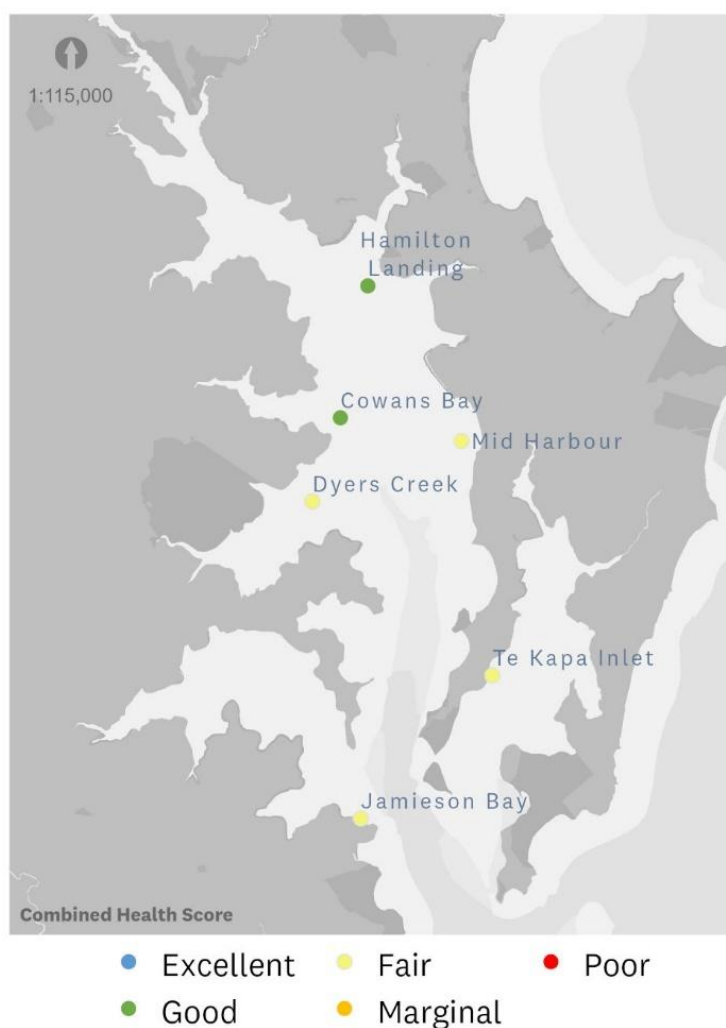 1:115,000
Hamilton
Landing
Cowans Bay
Mid Harbour
Dyers Creek
Te Kapa Inlet
Jamieson Bay
Combined Health Score
Excellent
Fair
Poor
Good
Marginal